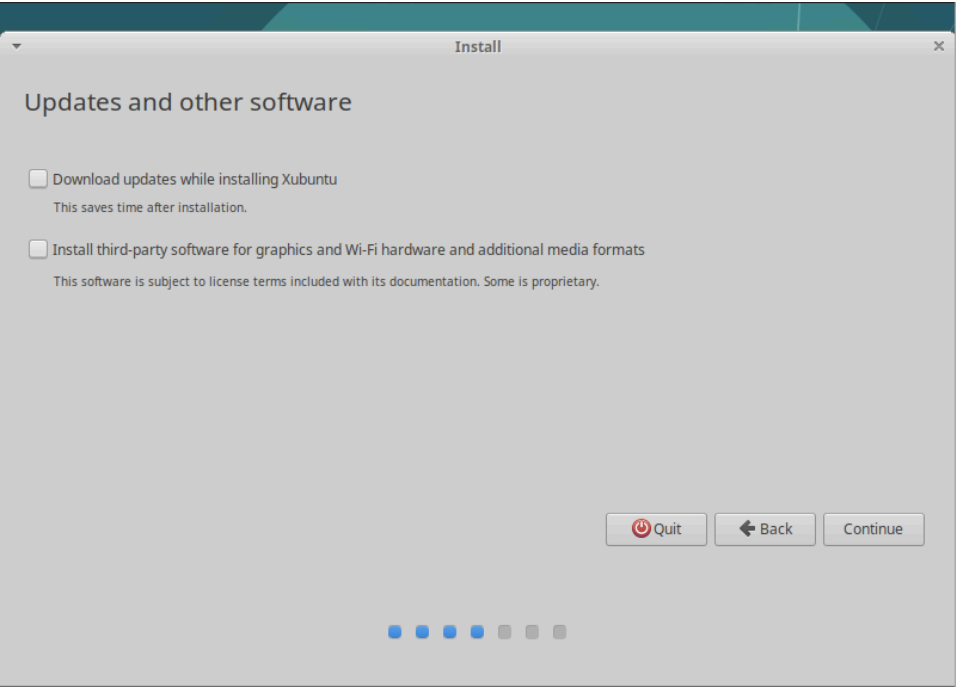 Install
Updates and other software
Download updates while installing Xubuntu
This saves time after installation.
Install third-party software for graphics and Wi-Fi hardware and additional media formats
This software is subject to license terms included with its documentation. Some is proprietary.
Quit Back Continue